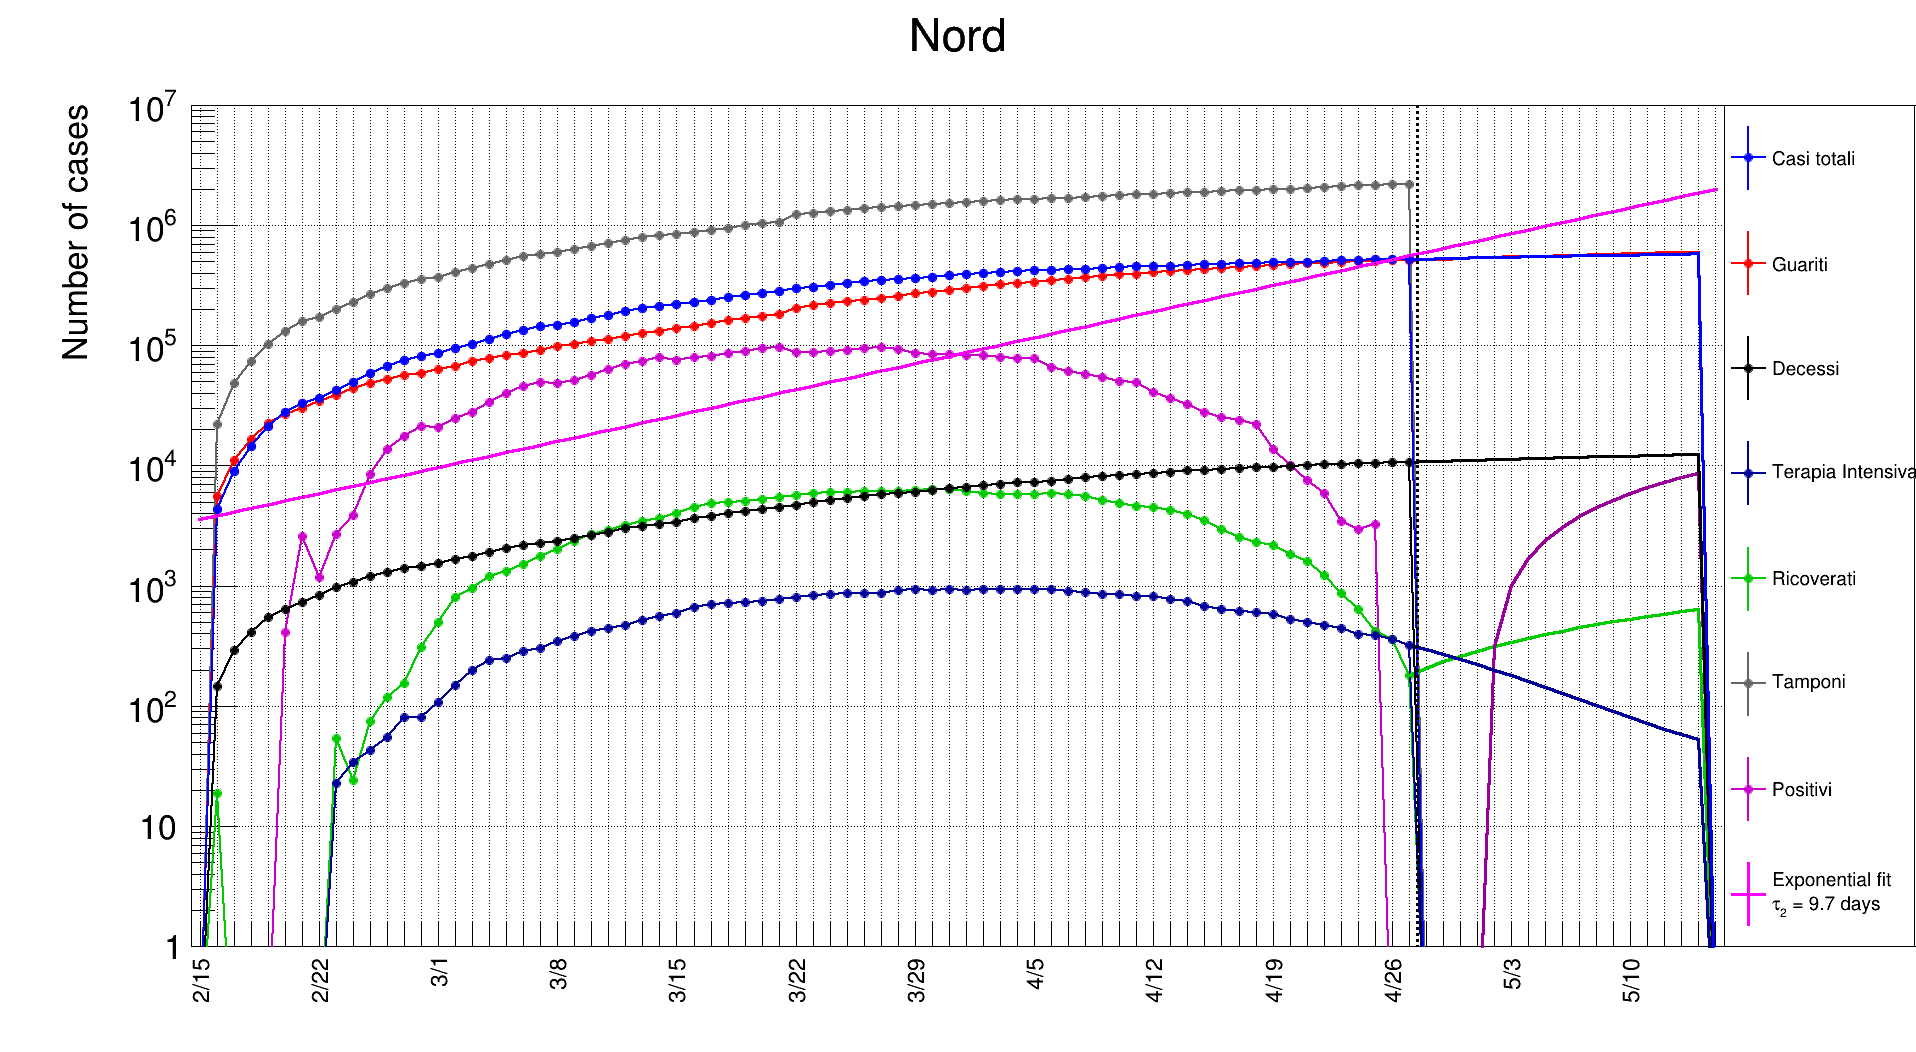 Nord
Number of cases
10^7
10^6
10^5
10^4
10^3
10^2
10
1
2/15
2/22
3/1
3/8
3/15
3/22
3/29
4/5
4/12
4/19
4/26
5/3
5/10
Casi totali
Guariti
Decessi
Terapia Intensiva
Ricoverati
Tamponi
Positivi
Exponential fit
τ₂ = 9.7 days